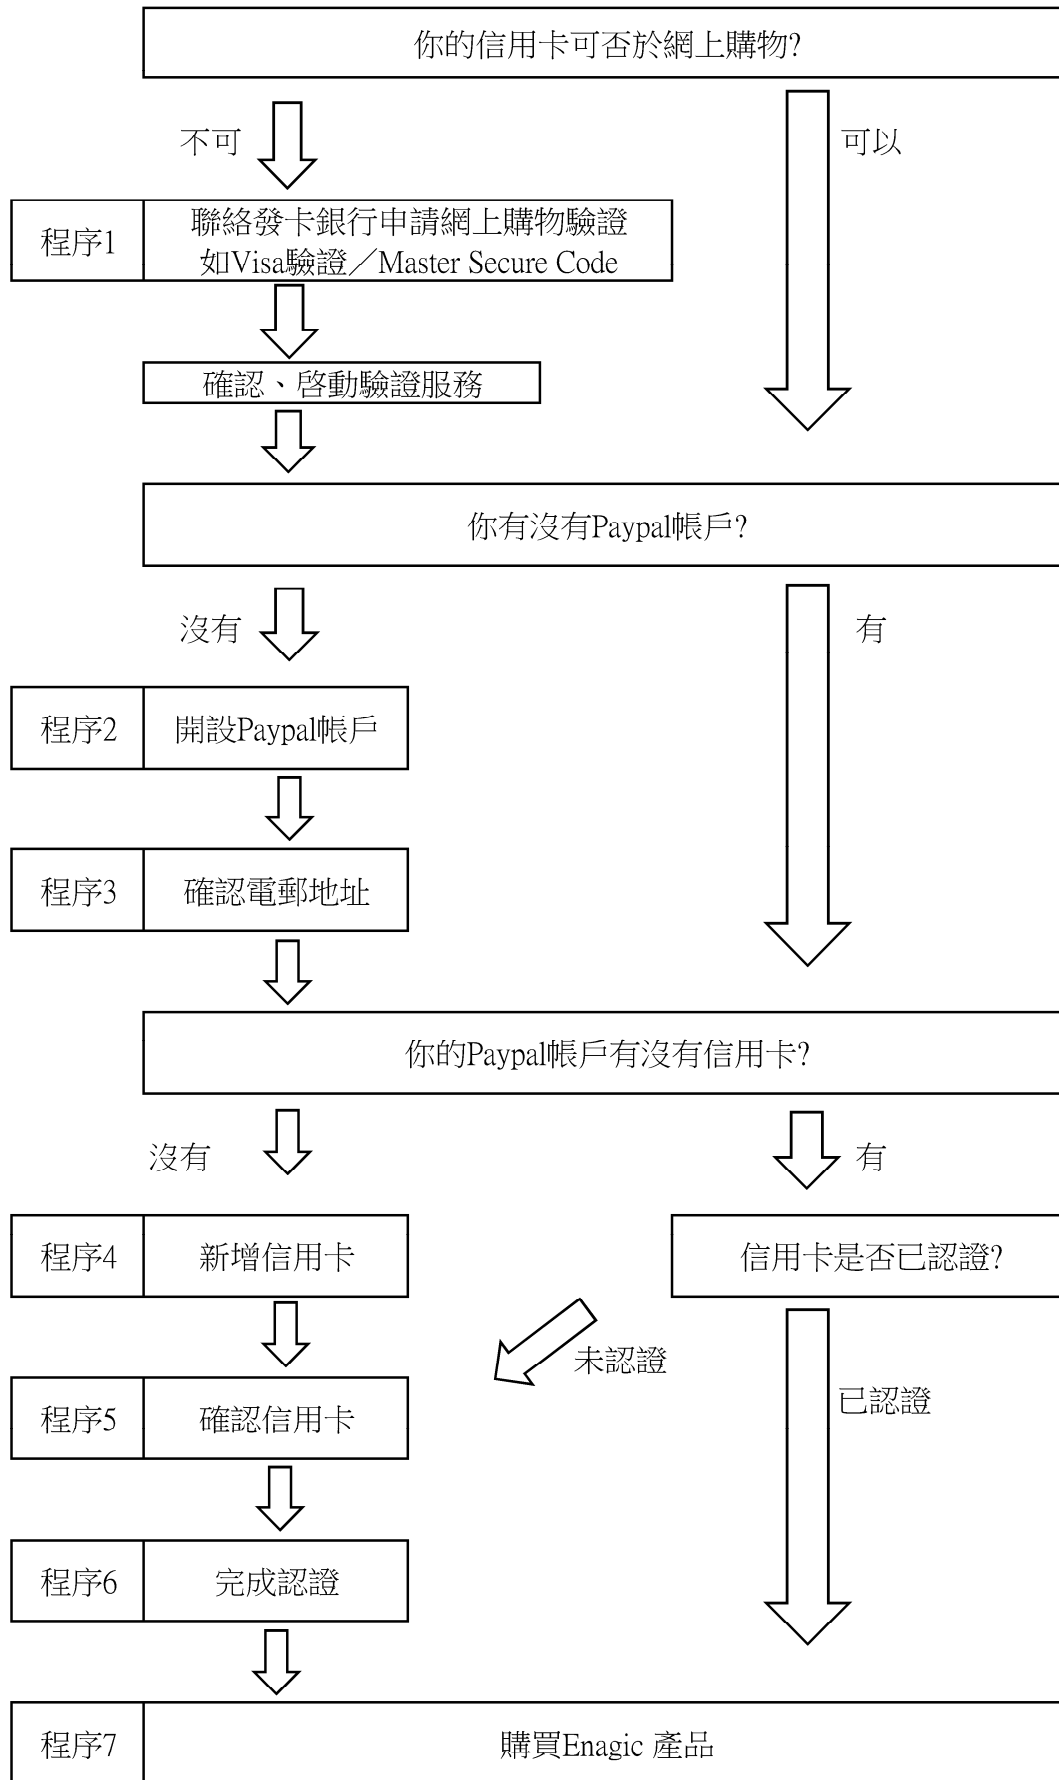 你的信用卡可否於網上購物?
不可
可以
程序1
聯絡發卡銀行申請網上購物驗證
如Visa驗證／Master Secure Code
確認、啓動驗證服務
你有沒有Paypal帳戶?
沒有
有
程序2
開設Paypal帳戶
程序3
確認電郵地址
你的Paypal帳戶有沒有信用卡?
沒有
有
程序4
新增信用卡
信用卡是否已認證?
未認證
已認證
程序5
確認信用卡
程序6
完成認證
程序7
購買Enagic 產品